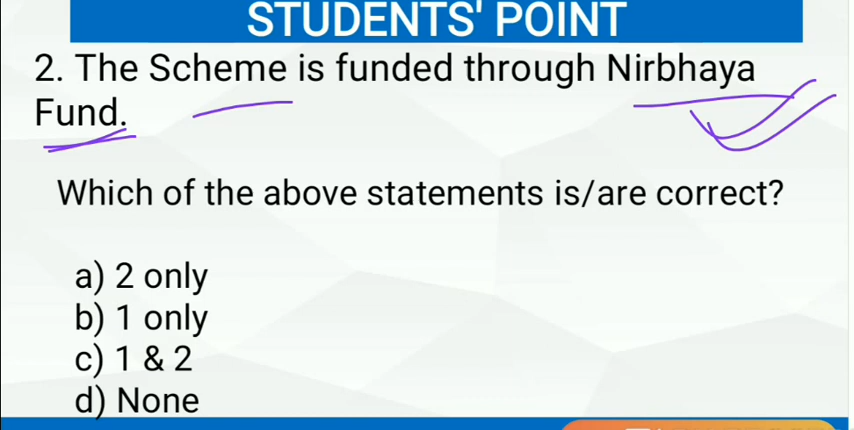 STUDENTS' POINT
2. The Scheme is funded through Nirbhaya
Fund.
Which of the above statements is/are correct?
a) 2 only
b) 1 only
c) 1 & 2
d) None